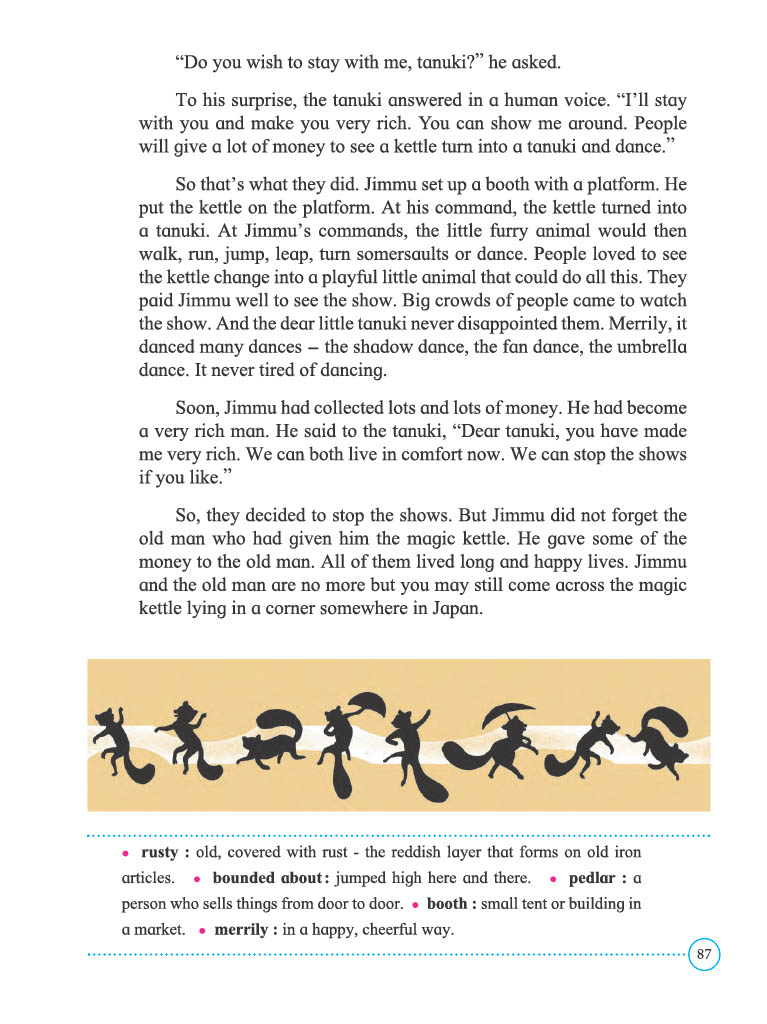 “Do you wish to stay with me, tanuki?” he asked.
To his surprise, the tanuki answered in a human voice. “I’ll stay
with you and make you very rich. You can show me around. People
will give a lot of money to see a kettle turn into a tanuki and dance.”
So that’s what they did. Jimmu set up a booth with a platform. He
put the kettle on the platform. At his command, the kettle turned into
a tanuki. At Jimmu’s commands, the little furry animal would then
walk, run, jump, leap, turn somersaults or dance. People loved to see
the kettle change into a playful little animal that could do all this. They
paid Jimmu well to see the show. Big crowds of people came to watch
the show. And the dear little tanuki never disappointed them. Merrily, it
danced many dances – the shadow dance, the fan dance, the umbrella
dance. It never tired of dancing.
Soon, Jimmu had collected lots and lots of money. He had become
a very rich man. He said to the tanuki, “Dear tanuki, you have made
me very rich. We can both live in comfort now. We can stop the shows
if you like.”
So, they decided to stop the shows. But Jimmu did not forget the
old man who had given him the magic kettle. He gave some of the
money to the old man. All of them lived long and happy lives. Jimmu
and the old man are no more but you may still come across the magic
kettle lying in a corner somewhere in Japan.
• rusty : old, covered with rust - the reddish layer that forms on old iron
articles. • bounded about : jumped high here and there. • pedlar : a
person who sells things from door to door. • booth : small tent or building in
a market. • merrily : in a happy, cheerful way.
87